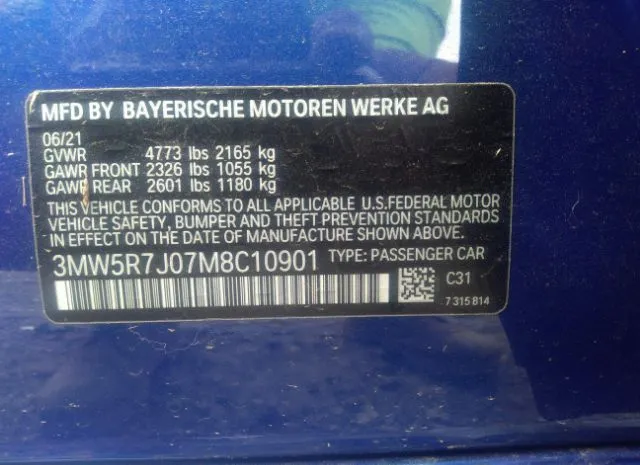 MFD BY BAYERISCHE MOTOREN WERKE AG
06/21
GVWR 4773 lbs 2165 kg
GAWR FRONT 2326 lbs 1055 kg
GAWR REAR 2601 lbs 1180 kg
THIS VEHICLE CONFORMS TO ALL APPLICABLE U.S.FEDERAL MOTOR
VEHICLE SAFETY, BUMPER AND THEFT PREVENTION STANDARDS
IN EFFECT ON THE DATE OF MANUFACTURE SHOWN ABOVE.
3MW5R7J07M8C10901 TYPE: PASSENGER CAR
C31
7 315 814